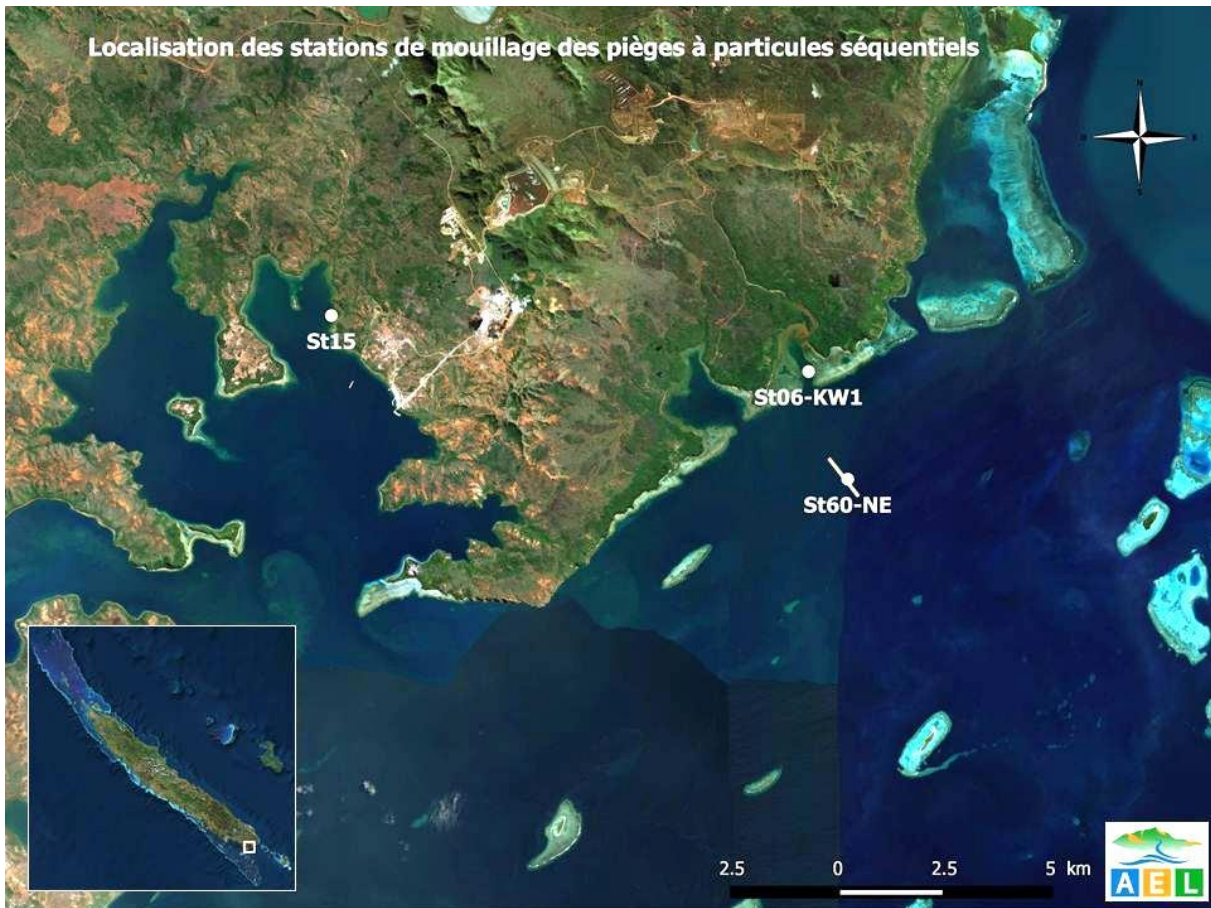 Localisation des stations de mouillage des pièges à particules séquentiels
N
S
St15
St06-KW1
St60-NE
2.5 0 2.5 5 km
AEL